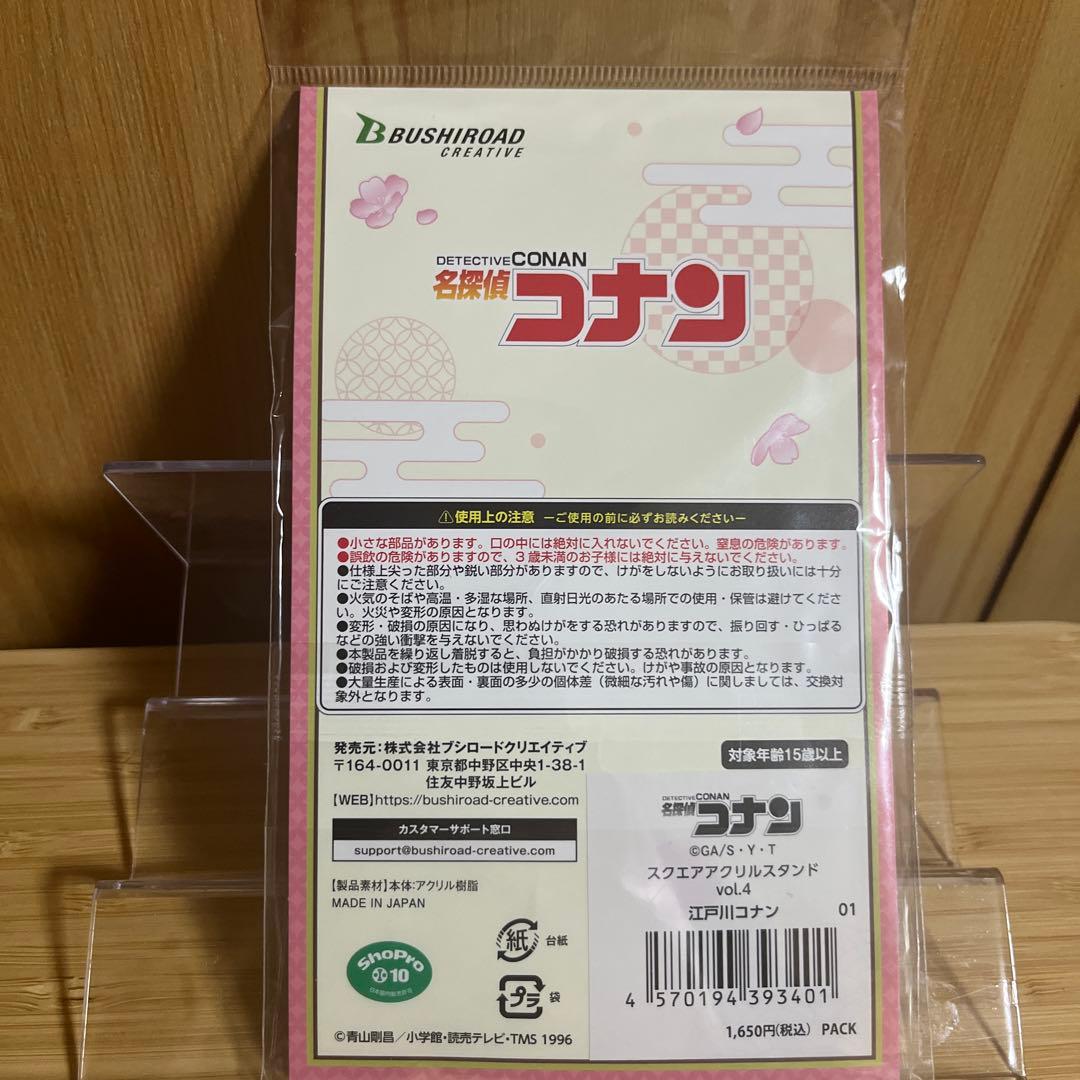 BUSHIROAD
CREATIVE
DETECTIVE CONAN
名探偵コナン
⚠使用上の注意 ーご使用の前に必ずお読みくださいー
●小さな部品があります。口の中には絶対に入れないでください。窒息の危険があります。
●誤飲の危険がありますので、3歳未満のお子様には絶対に与えないでください。
●仕様上尖った部分や鋭い部分がありますので、けがをしないようにお取り扱いには十分
にご注意ください。
●火気のそばや高温・多湿な場所、直射日光のあたる場所での使用・保管は避けてくださ
い。火災や変形の原因となります。
●変形・破損の原因になり、思わぬけがをする恐れがありますので、振り回す・ひっぱる
などの強い衝撃を与えないでください。
●本製品を繰り返し着脱すると、負担がかかり破損する恐れがあります。
●破損および変形したものは使用しないでください。けがや事故の原因となります。
●大量生産による表面・裏面の多少の個体差（微細な汚れや傷）に関しましては、交換対
象外となります。
発売元：株式会社ブシロードクリエイティブ
〒164-0011 東京都中野区中央1-38-1
住友中野坂上ビル
【WEB】https://bushiroad-creative.com
カスタマーサポート窓口
support@bushiroad-creative.com
【製品素材】本体：アクリル樹脂
MADE IN JAPAN
ShoPro
10
日本国内販売許可
紙 台紙
プラ 袋
©青山剛昌／小学館・読売テレビ・TMS 1996
対象年齢15歳以上
DETECTIVE CONAN
名探偵コナン
©GA/S・Y・T
スクエアアクリルスタンド
vol.4
江戸川コナン 01
4 570194 393401
1,650円(税込) PACK